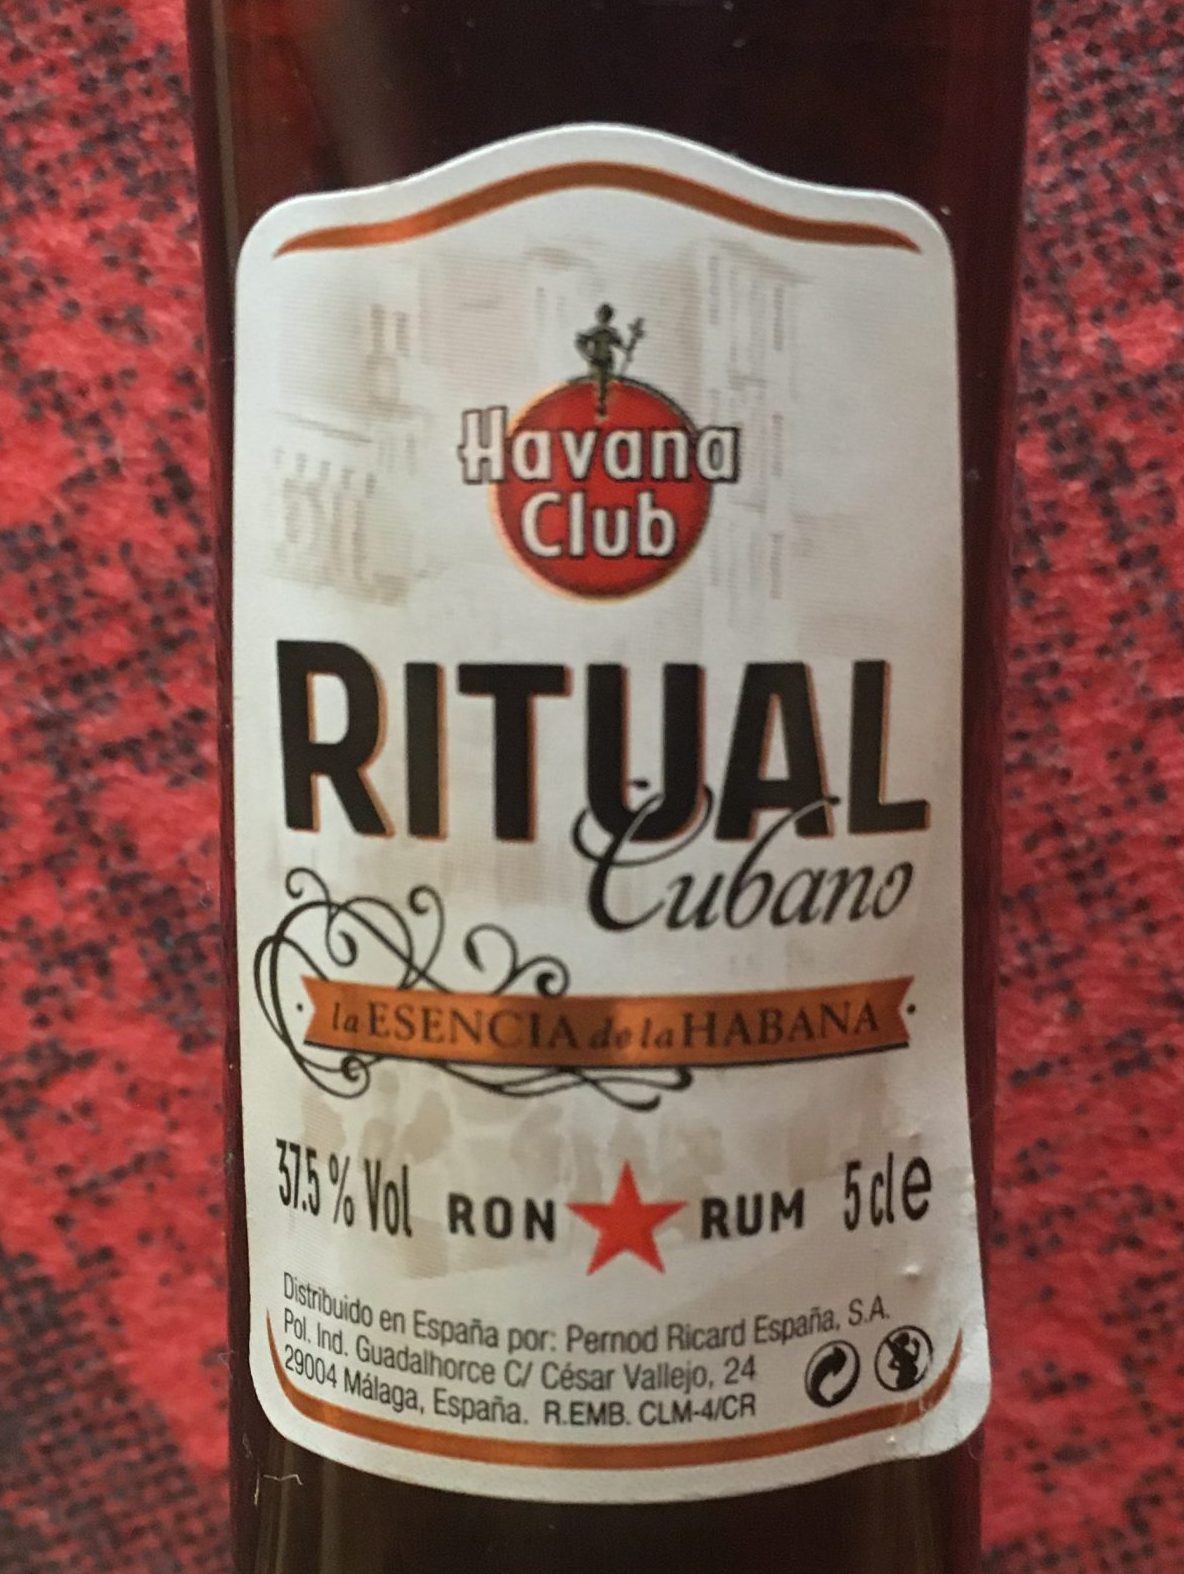 Havana
Club
RITUAL
Cubano
la ESENCIA de la HABANA
37.5 % Vol RON RUM 5 cl e
Distribuido en España por: Pernod Ricard España, S.A.
Pol. Ind. Guadalhorce C/ César Vallejo, 24
29004 Málaga, España. R.EMB. CLM-4/CR